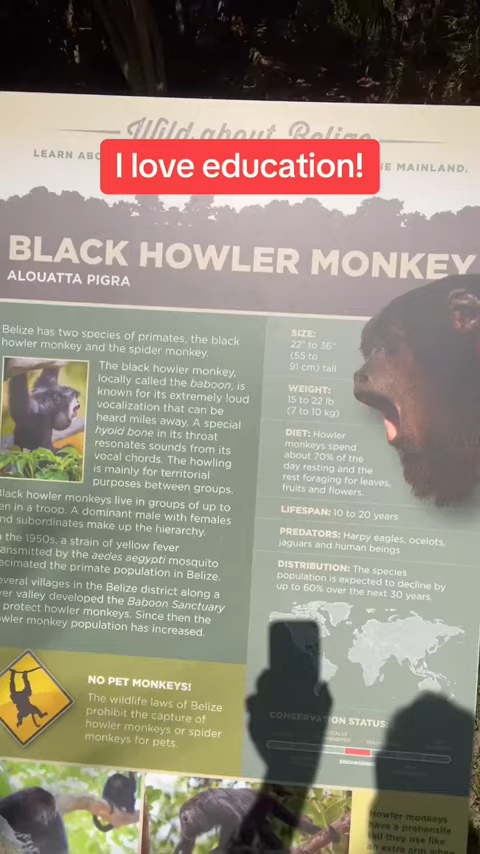 Wild about Belize
LEARN ABO
I love education!
HE MAINLAND.
BLACK HOWLER MONKEY
ALOUATTA PIGRA
Belize has two species of primates, the black
howler monkey and the spider monkey.
The black howler monkey,
locally called the baboon, is
known for its extremely loud
vocalization that can be
heard miles away. A special
hyoid bone in its throat
resonates sounds from its
vocal chords. The howling
is mainly for territorial
purposes between groups.
Black howler monkeys live in groups of up to
en in a troop. A dominant male with females
nd subordinates make up the hierarchy.
the 1950s, a strain of yellow fever
ansmitted by the aedes aegypti mosquito
ecimated the primate population in Belize.
everal villages in the Belize district along a
ver valley developed the Baboon Sanctuary
protect howler monkeys. Since then the
wler monkey population has increased.
NO PET MONKEYS!
The wildlife laws of Belize
prohibit the capture of
howler monkeys or spider
monkeys for pets.
SIZE:
22" to 36"
(55 to
91 cm) tall
WEIGHT:
15 to 22 lb
(7 to 10 kg)
DIET: Howler
monkeys spend
about 70% of the
day resting and the
rest foraging for leaves,
fruits and flowers.
LIFESPAN: 10 to 20 years
PREDATORS: Harpy eagles, ocelots,
jaguars and human beings
DISTRIBUTION: The species
population is expected to decline by
up to 60% over the next 30 years.
CONSERVATION STATUS:
ENDANGERED
Howler monkeys
have a prehensile
tail they use like
an extra arm when